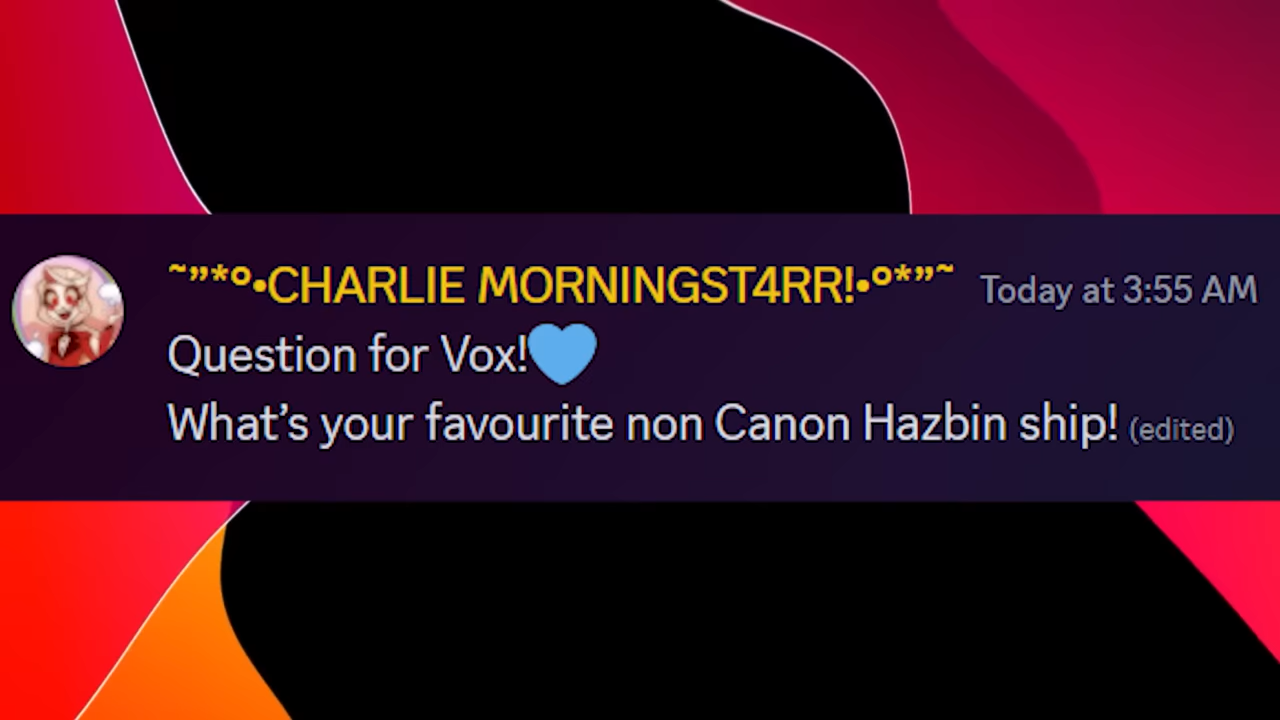 ~”*°•CHARLIE MORNINGST4RR!•°*”~ Today at 3:55 AM
Question for Vox!💙
What’s your favourite non Canon Hazbin ship! (edited)